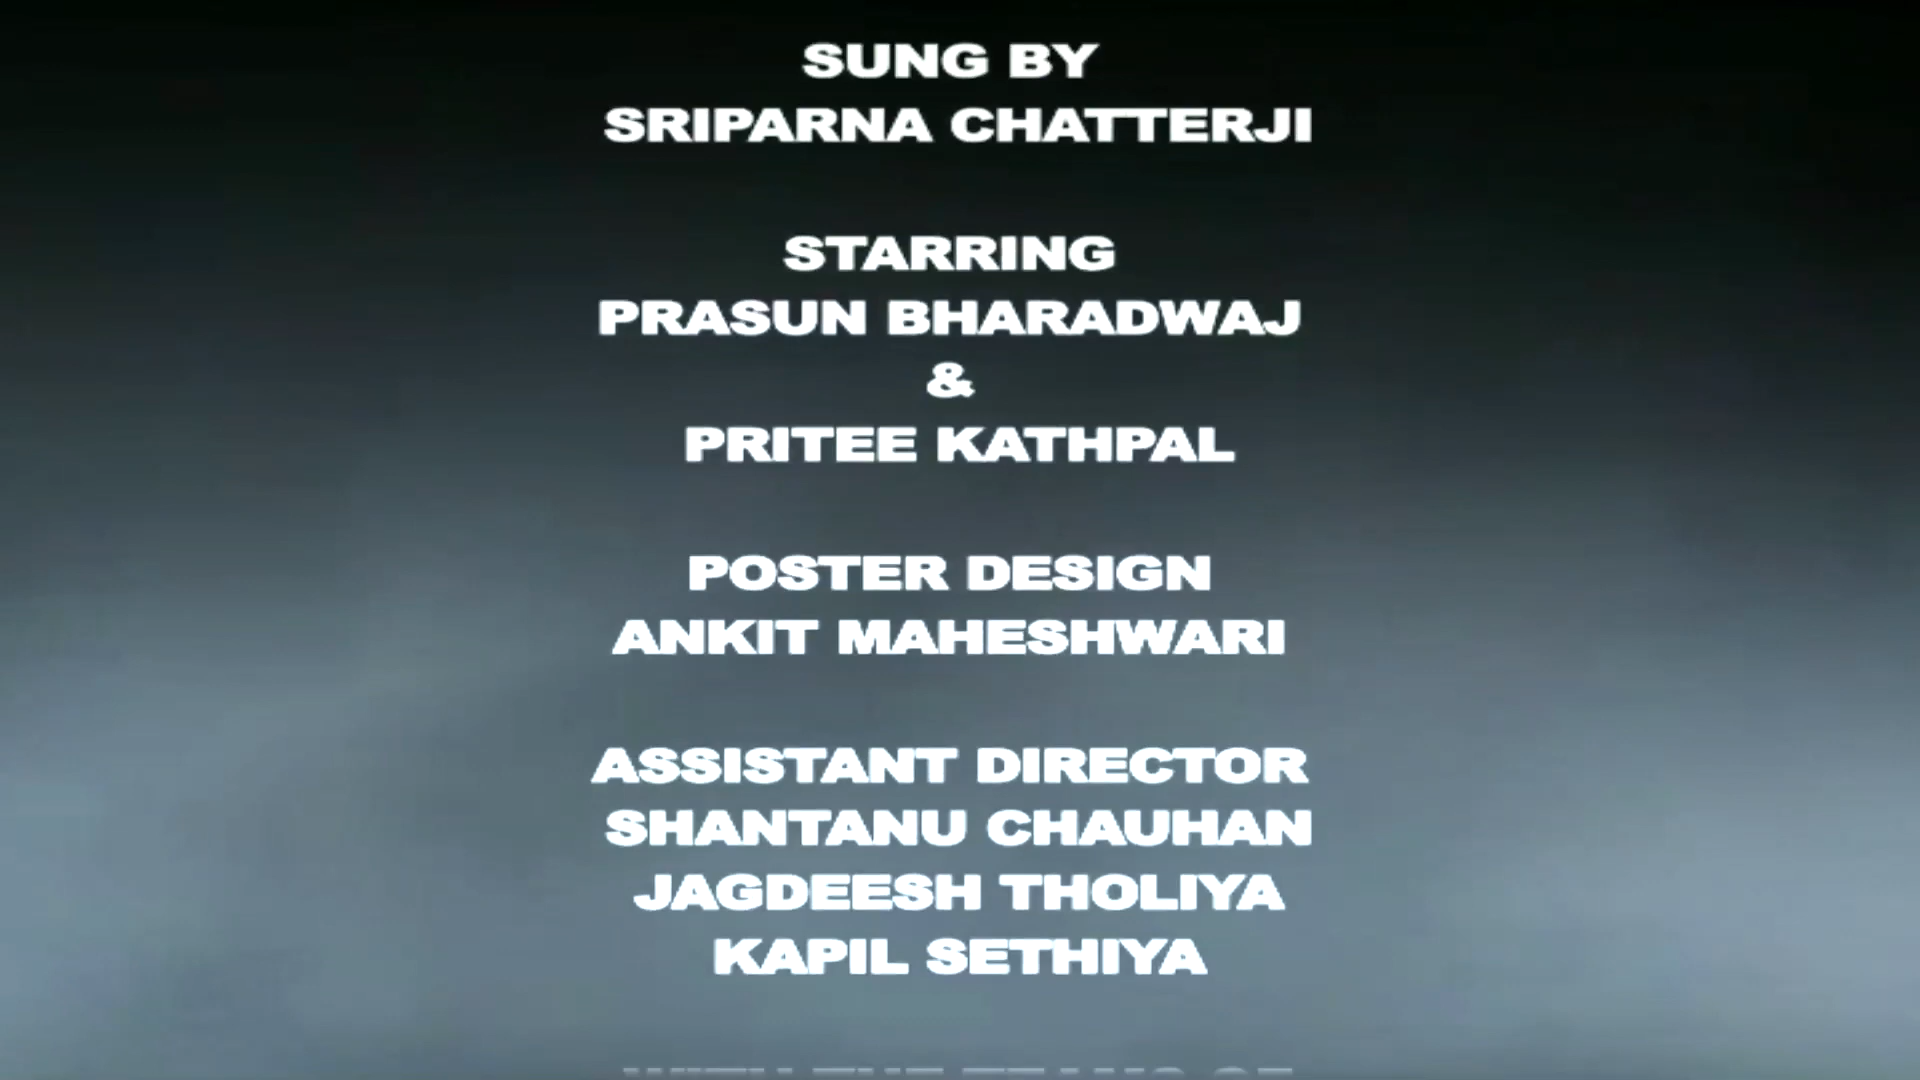 SUNG BY
SRIPARNA CHATTERJI
STARRING
PRASUN BHARADWAJ
&
PRITEE KATHPAL
POSTER DESIGN
ANKIT MAHESHWARI
ASSISTANT DIRECTOR
SHANTANU CHAUHAN
JAGDEESH THOLIYA
KAPIL SETHIYA